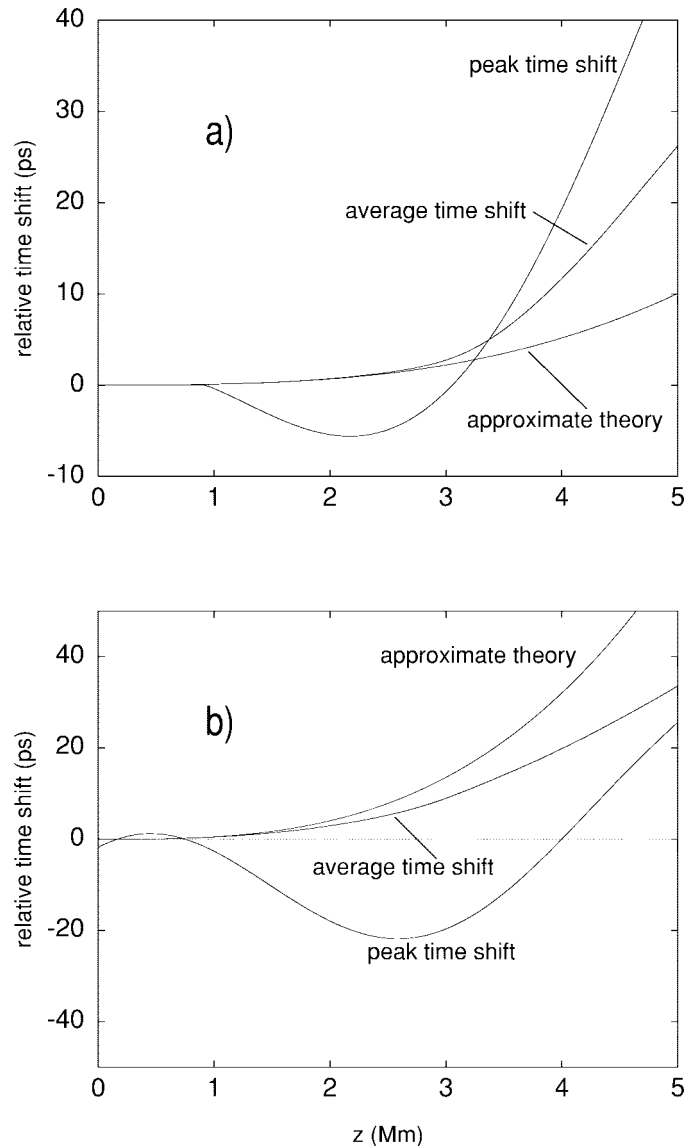 40
peak time shift
30
a)
relative time shift (ps)
20
average time shift
10
0
approximate theory
-10
0 1 2 3 4 5
40
approximate theory
b)
relative time shift (ps)
20
0
average time shift
-20
peak time shift
-40
0 1 2 3 4 5
z (Mm)